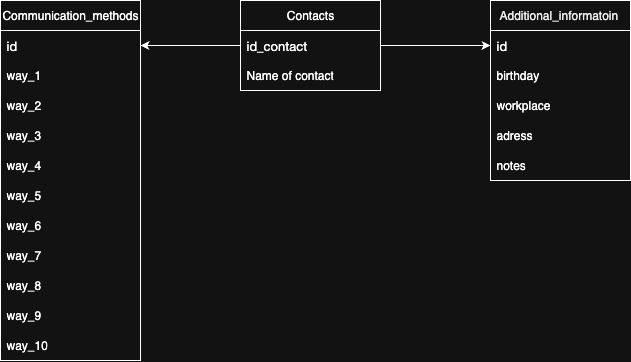 Communication_methods
id
way_1
way_2
way_3
way_4
way_5
way_6
way_7
way_8
way_9
way_10
Contacts
id_contact
Name of contact
Additional_informatoin
id
birthday
workplace
adress
notes